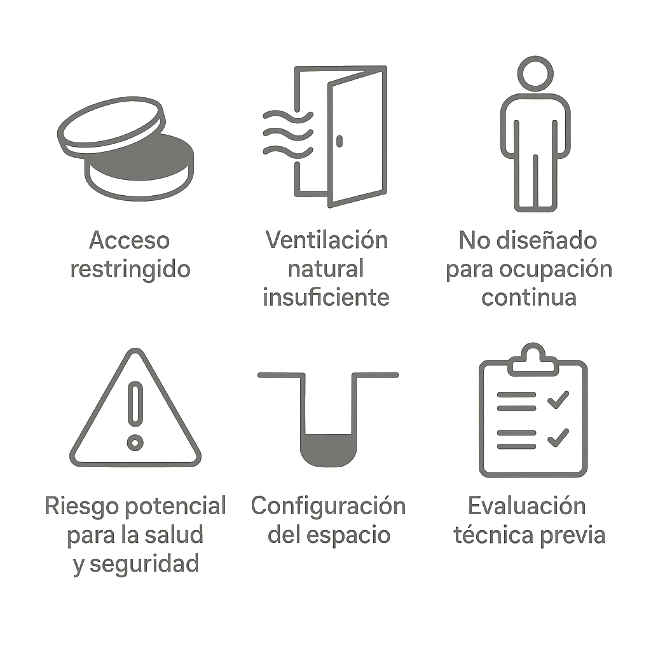 Acceso
restringido
Ventilación
natural
insuficiente
No diseñado
para ocupación
continua
Riesgo potencial
para la salud
y seguridad
Configuración
del espacio
Evaluación
técnica previa